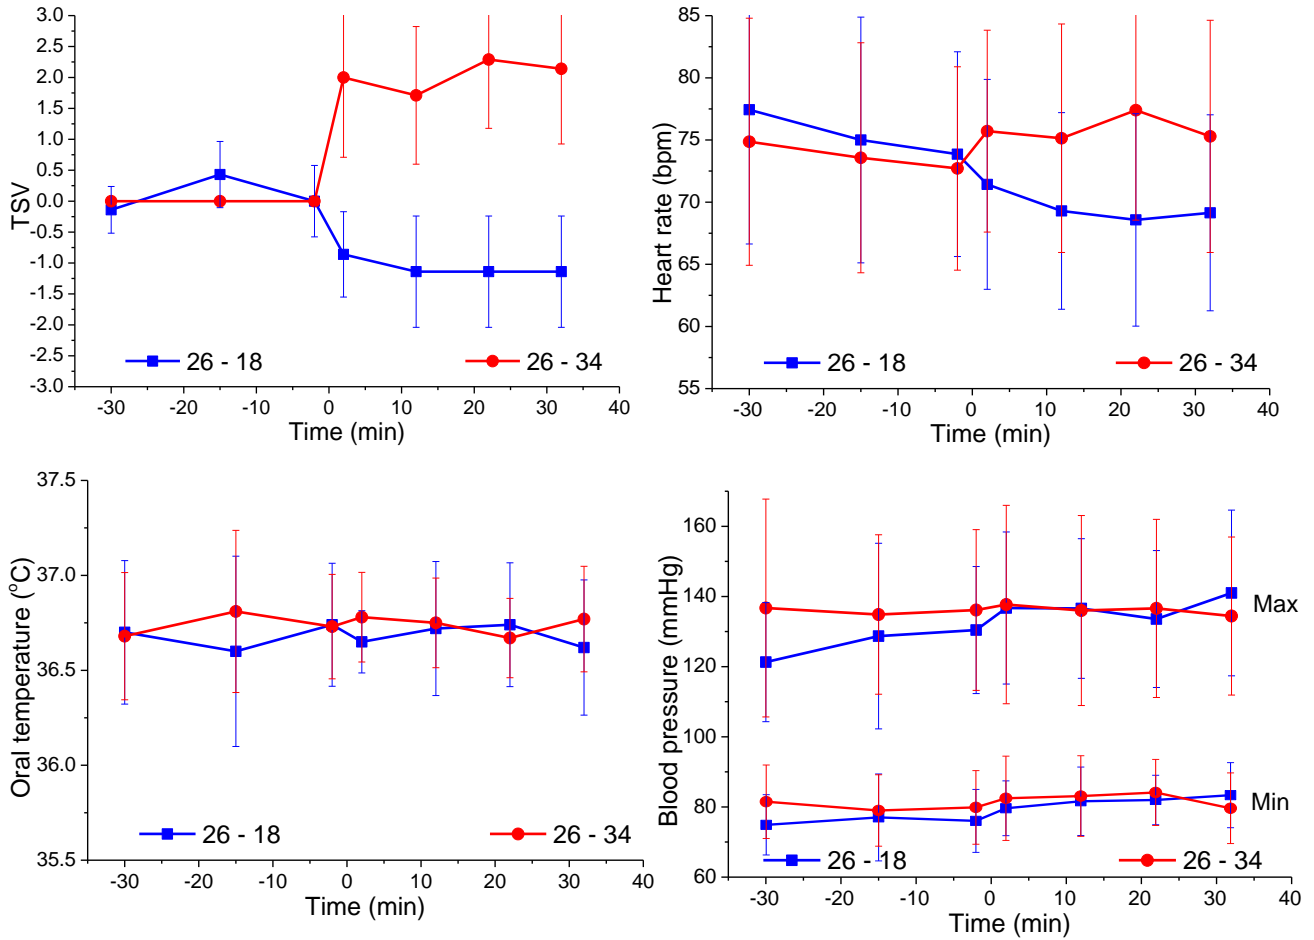 3.0
2.5
2.0
1.5
1.0
0.5
0.0
-0.5
-1.0
-1.5
-2.0
-2.5
-3.0
TSV
26 - 18
26 - 34
-30 -20 -10 0 10 20 30 40
Time (min)
85
80
75
70
65
60
55
Heart rate (bpm)
26 - 18
26 - 34
-30 -20 -10 0 10 20 30 40
Time (min)
37.5
37.0
36.5
36.0
35.5
Oral temperature (°C)
26 - 18
26 - 34
-30 -20 -10 0 10 20 30 40
Time (min)
160
140
120
100
80
60
Blood pressure (mmHg)
Max
Min
26 - 18
26 - 34
-30 -20 -10 0 10 20 30 40
Time (min)